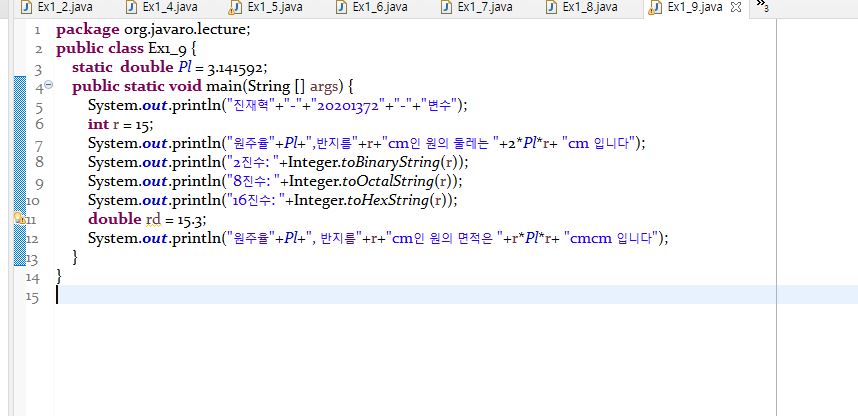 Ex1_2.java Ex1_4.java Ex1_5.java Ex1_6.java Ex1_7.java Ex1_8.java Ex1_9.java »3
1 package org.javaro.lecture;
2 public class Ex1_9 {
3 static double Pl = 3.141592;
4 public static void main(String [] args) {
5 System.out.println("진재혁"+"-"+"20201372"+"-"+"변수");
6 int r = 15;
7 System.out.println("원주율"+Pl+",반지름"+r+"cm인 원의 둘레는 "+2*Pl*r+ "cm 입니다");
8 System.out.println("2진수: "+Integer.toBinaryString(r));
9 System.out.println("8진수: "+Integer.toOctalString(r));
10 System.out.println("16진수: "+Integer.toHexString(r));
11 double rd = 15.3;
12 System.out.println("원주율"+Pl+", 반지름"+r+"cm인 원의 면적은 "+r*Pl*r+ "cmcm 입니다");
13 }
14 }
15